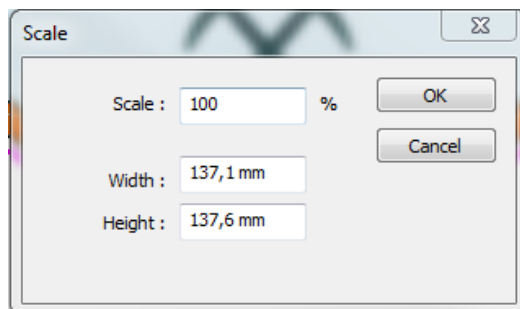 Scale
Scale : 100 %
OK
Cancel
Width : 137,1 mm
Height : 137,6 mm